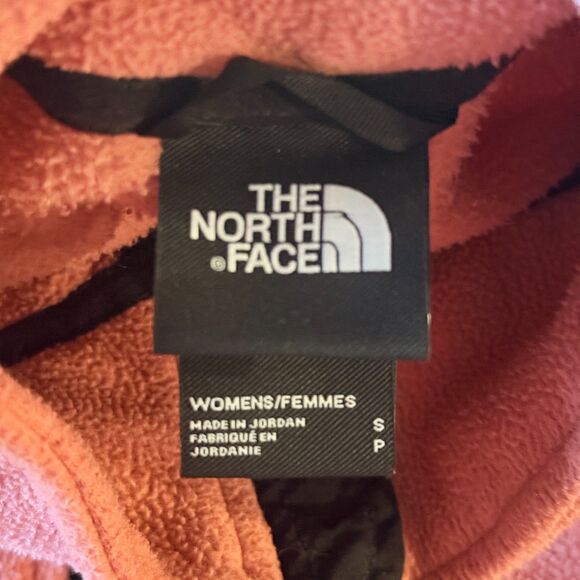 THE
NORTH
©FACE
WOMENS/FEMMES
MADE IN JORDAN
FABRIQUÉ EN
JORDANIE
S
P